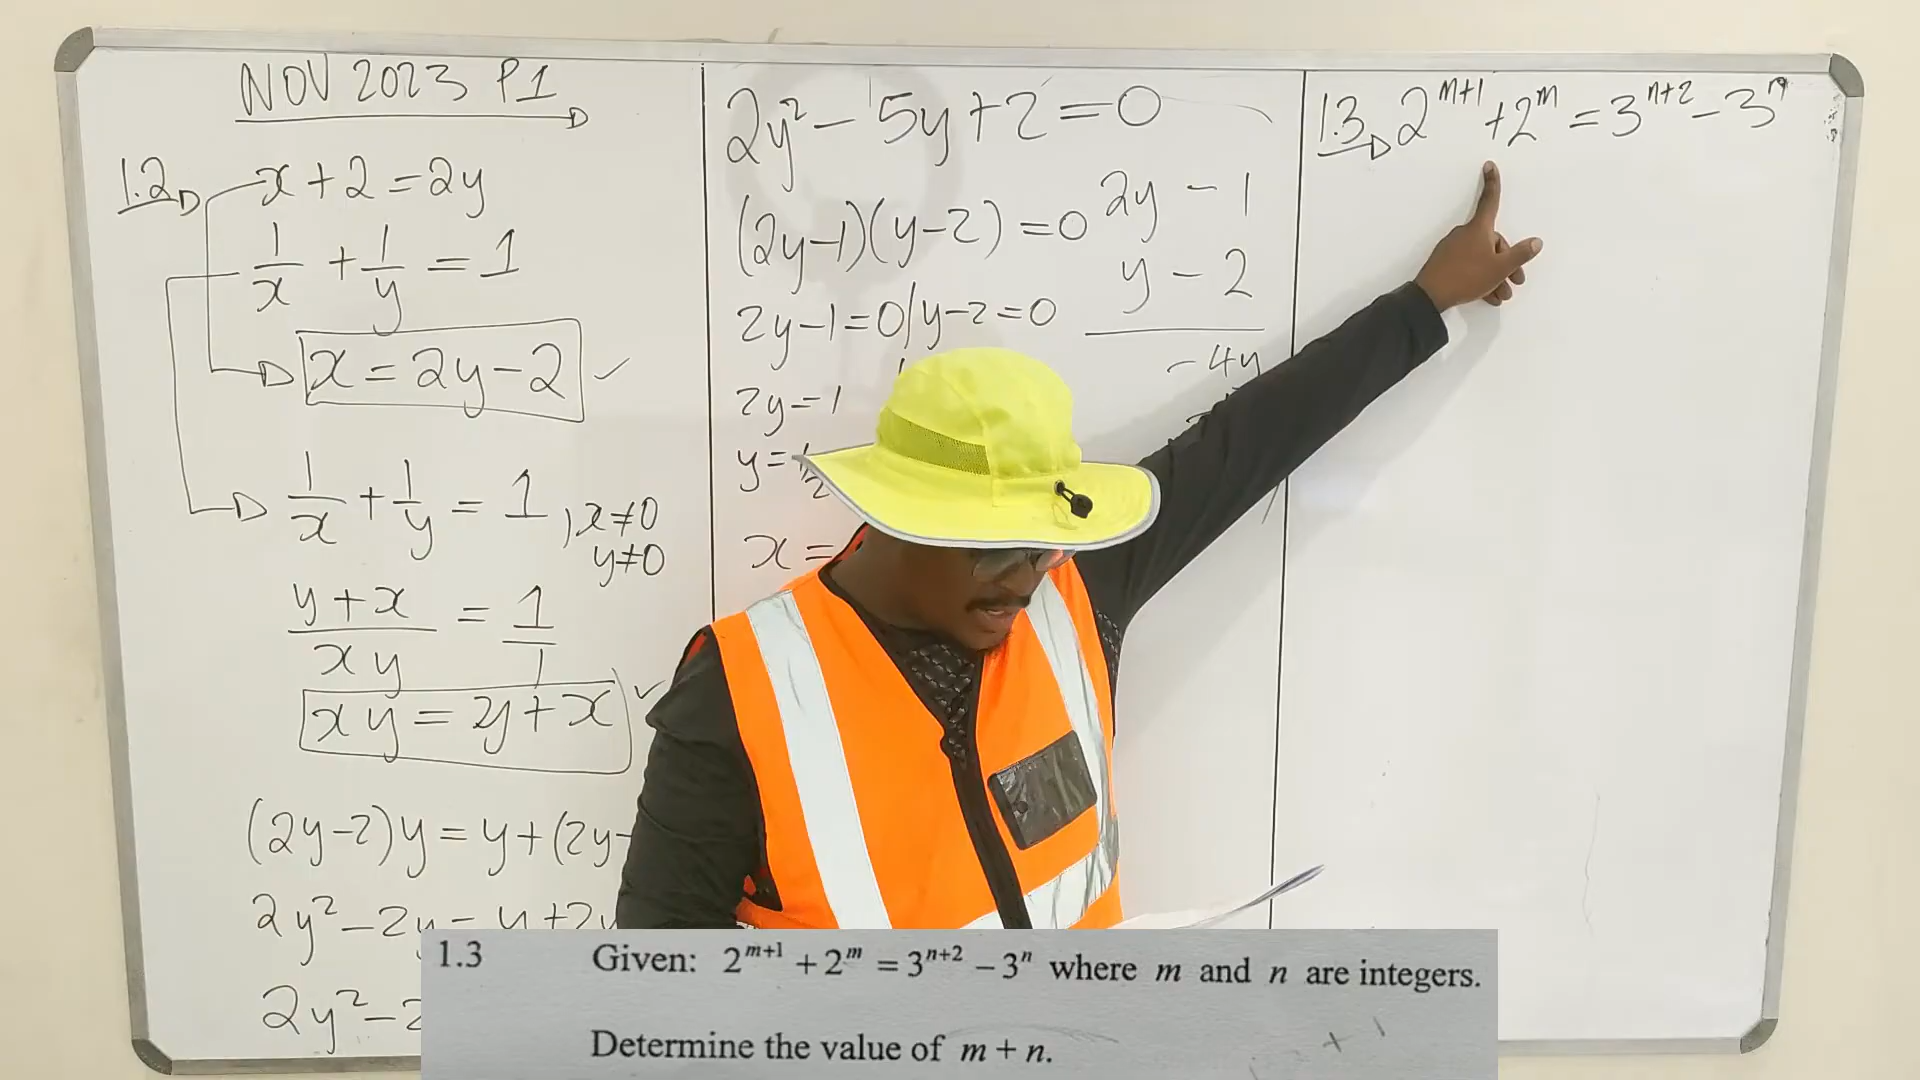 NOV 2023 P1
1.2 x + 2 = 2y
1/x + 1/y = 1
x = 2y - 2 ✓
1/x + 1/y = 1, x ≠ 0
y ≠ 0
(y + x)/(xy) = 1/1
xy = y + x ✓
(2y-2)y = y + (2y-
2y² - 2y = y + 2y
2y² - 2
2y² - 5y + 2 = 0
(2y-1)(y-2) = 0
2y - 1 = 0 / y - 2 = 0
2y = 1
y = 1/2
x =
2y - 1
y - 2
- 4y
1.3 2^(m+1) + 2^m = 3^(n+2) - 3^n
1.3 Given: 2^(m+1) + 2^m = 3^(n+2) - 3^n where m and n are integers.
Determine the value of m + n.